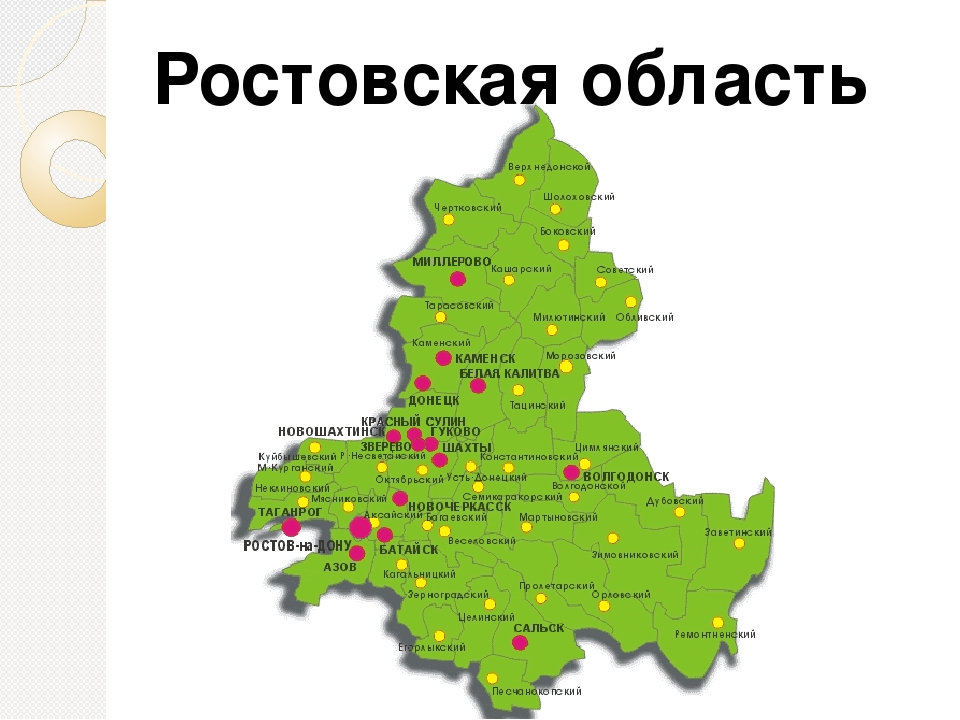 Ростовская область
Верхнедонской
Шолоховский
Чертковский
Боковский
МИЛЛЕРОВО
Кашарский
Советский
Тарасовский
Милютинский
Обливский
Каменский
КАМЕНСК
Морозовский
БЕЛАЯ КАЛИТВА
ДОНЕЦК
Тацинский
КРАСНЫЙ СУЛИН
НОВОШАХТИНСК
ГУКОВО
ЗВЕРЕВО
ШАХТЫ
Цимлянский
Куйбышевский
Р-Несветайский
Константиновский
М-Курганский
Октябрьский
Усть-Донецкий
ВОЛГОДОНСК
Волгодонской
Неклиновский
Мясниковский
Семикаракорский
Дубовский
ТАГАНРОГ
Аксайский
НОВОЧЕРКАССК
Багаевский
Мартыновский
Заветинский
РОСТОВ-на-ДОНУ
БАТАЙСК
Веселовский
Зимовниковский
АЗОВ
Кагальницкий
Зерноградский
Пролетарский
Орловский
Целинский
САЛЬСК
Ремонтненский
Егорлыкский
Песчанокопский